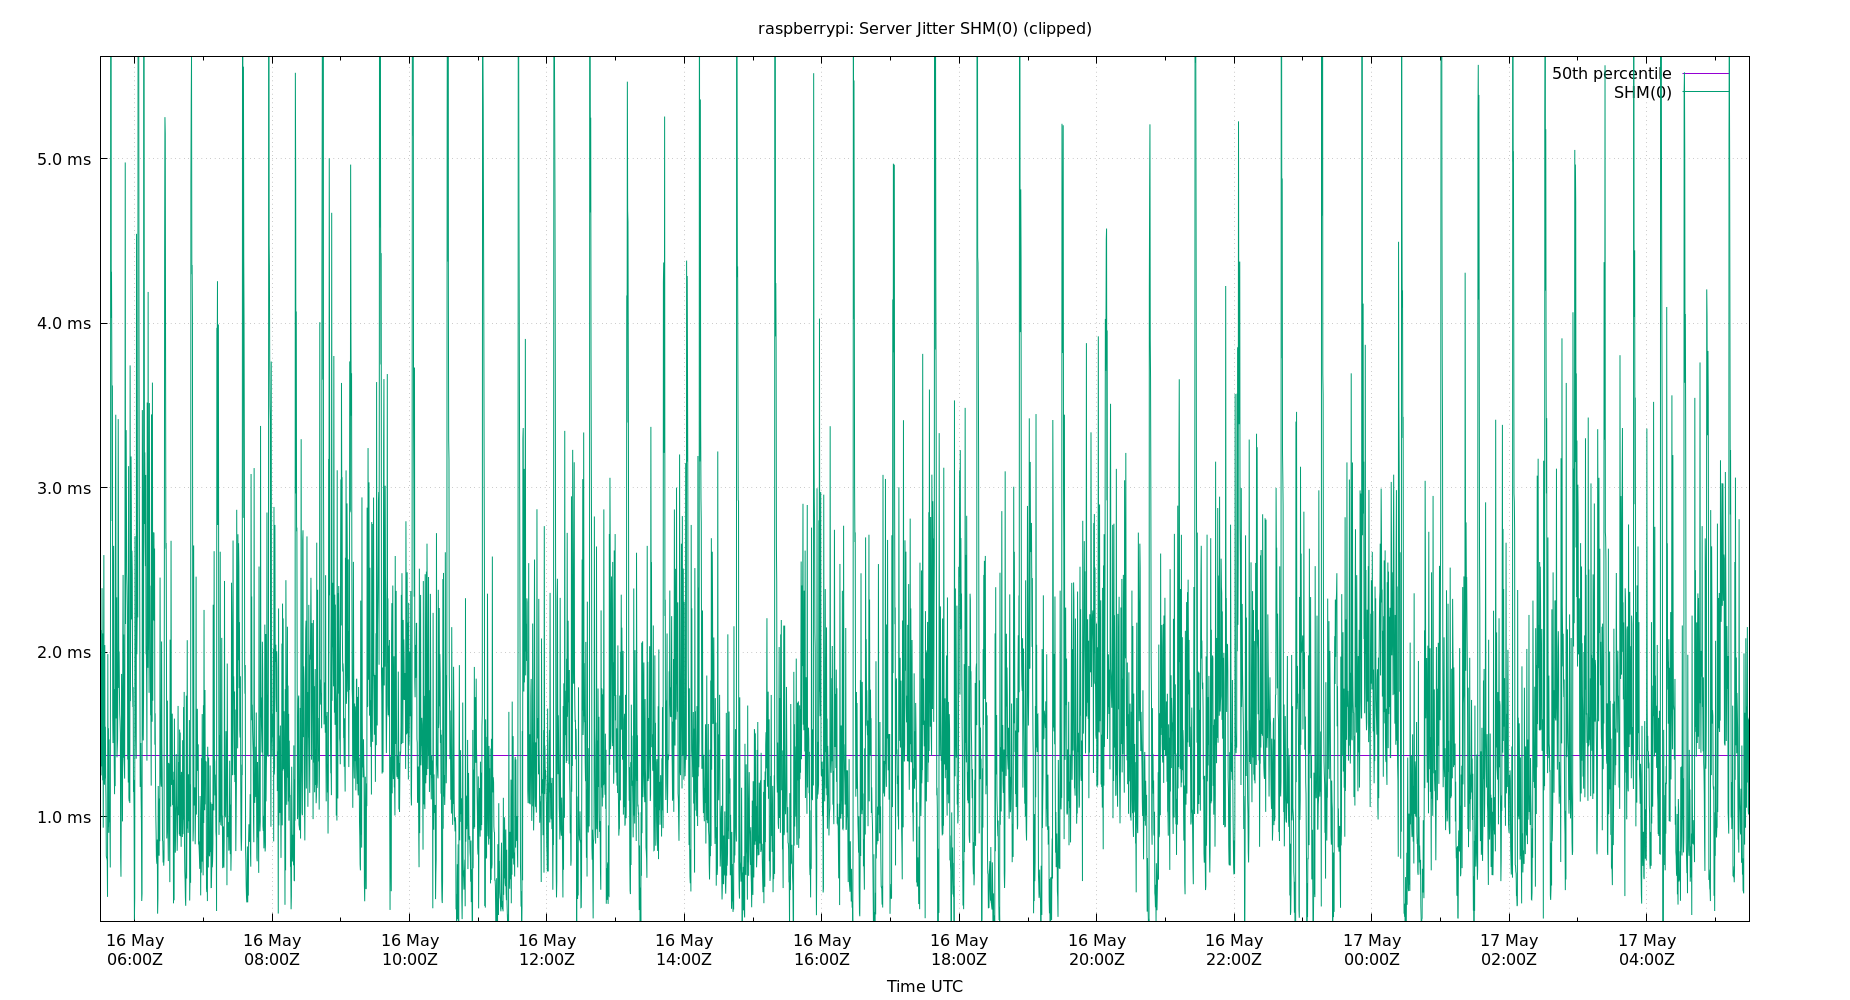 raspberrypi: Server Jitter SHM(0) (clipped)
50th percentile
SHM(0)
5.0 ms
4.0 ms
3.0 ms
2.0 ms
1.0 ms
16 May 16 May 16 May 16 May 16 May 16 May 16 May 16 May 16 May 17 May 17 May 17 May
06:00Z 08:00Z 10:00Z 12:00Z 14:00Z 16:00Z 18:00Z 20:00Z 22:00Z 00:00Z 02:00Z 04:00Z
Time UTC